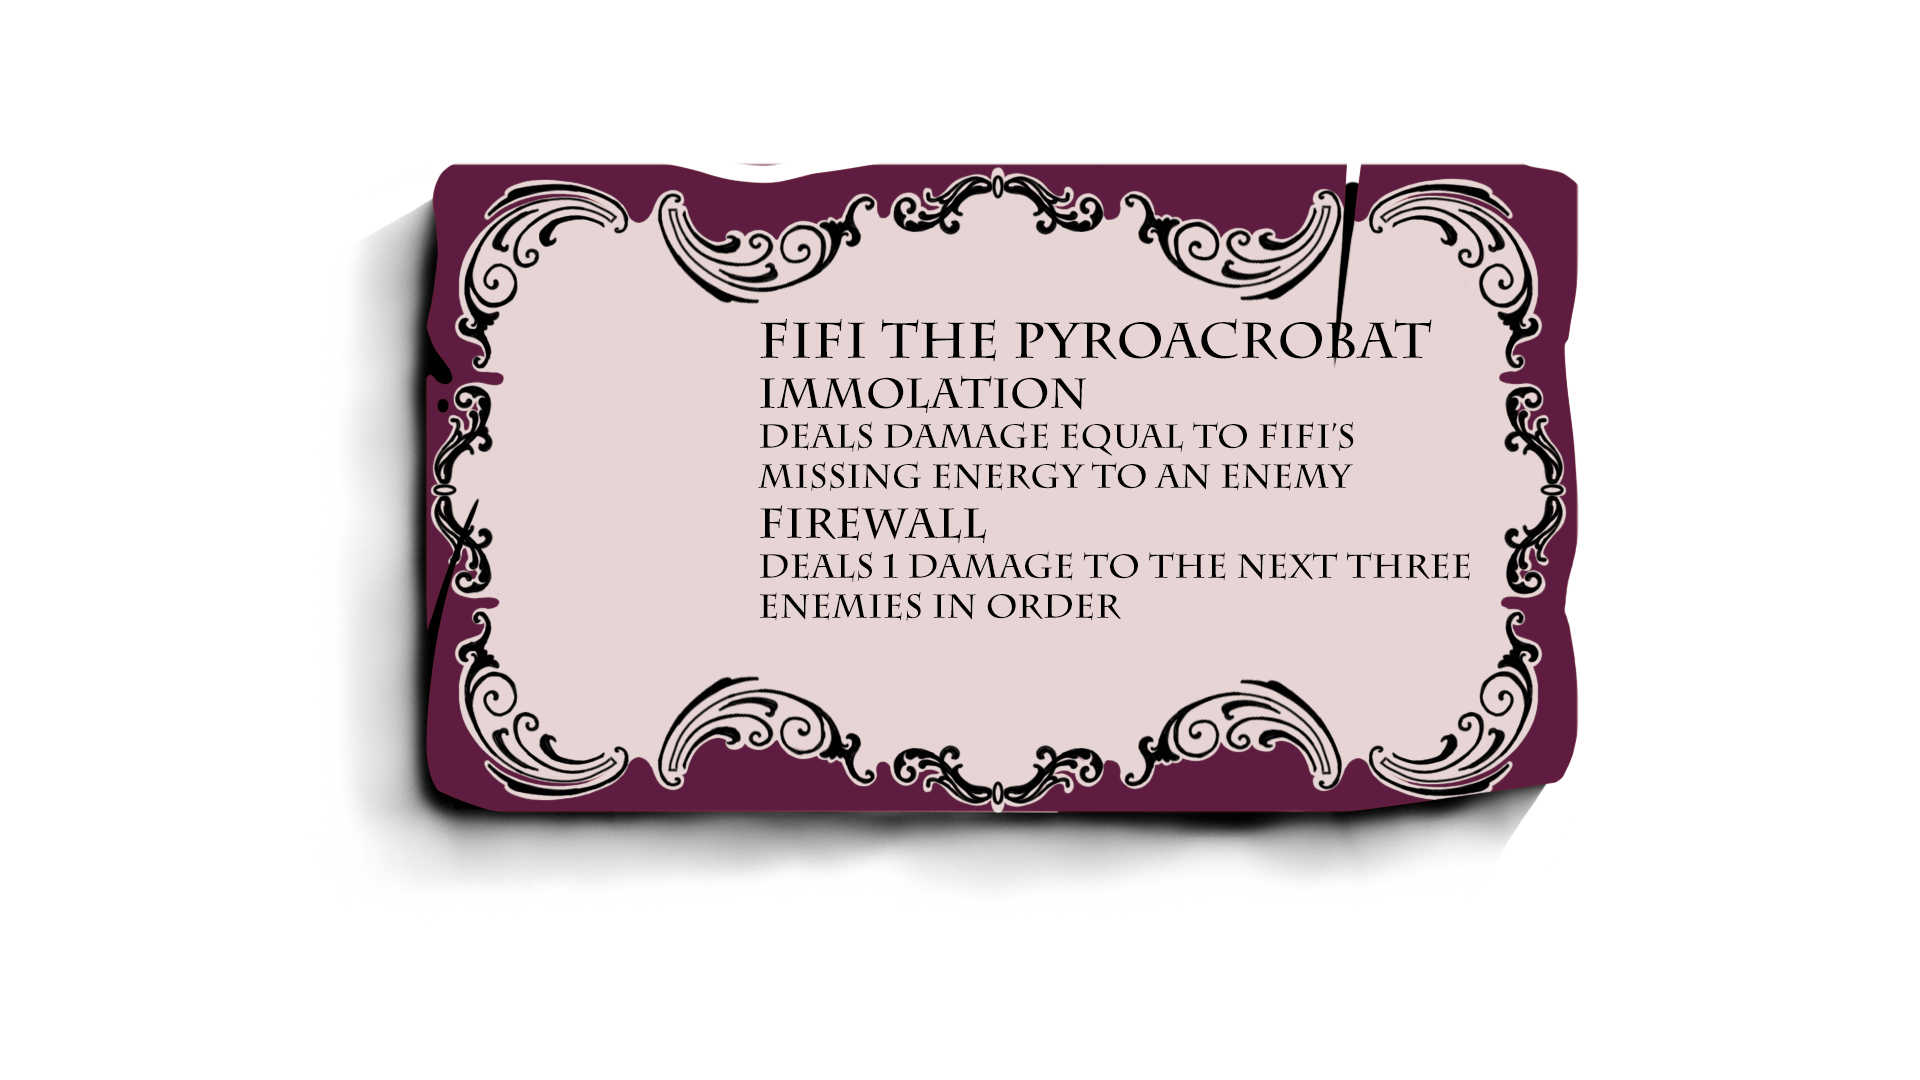 FIFI THE PYROACROBAT
IMMOLATION
DEALS DAMAGE EQUAL TO FIFI'S
MISSING ENERGY TO AN ENEMY
FIREWALL
DEALS 1 DAMAGE TO THE NEXT THREE
ENEMIES IN ORDER